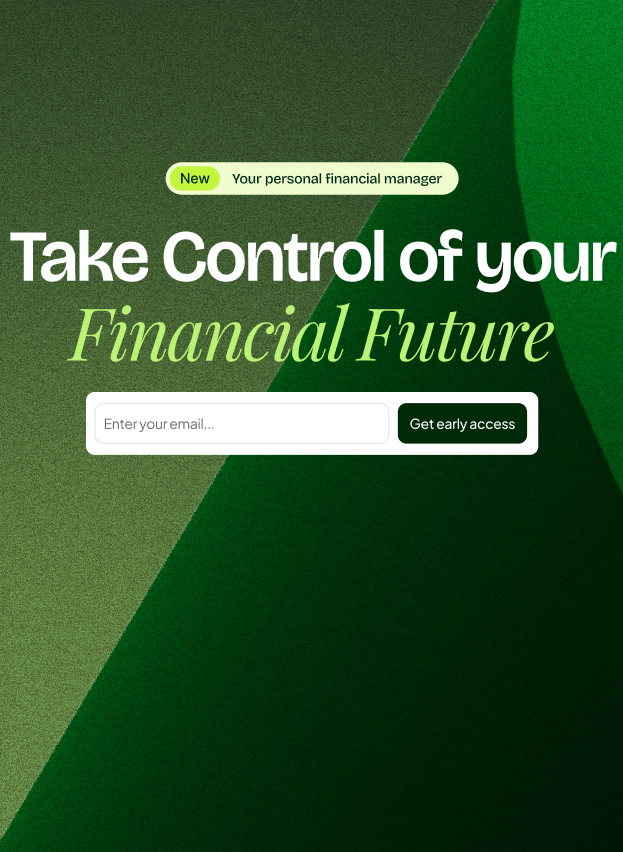 New Your personal financial manager
Take Control of your
Financial Future
Enter your email... Get early access